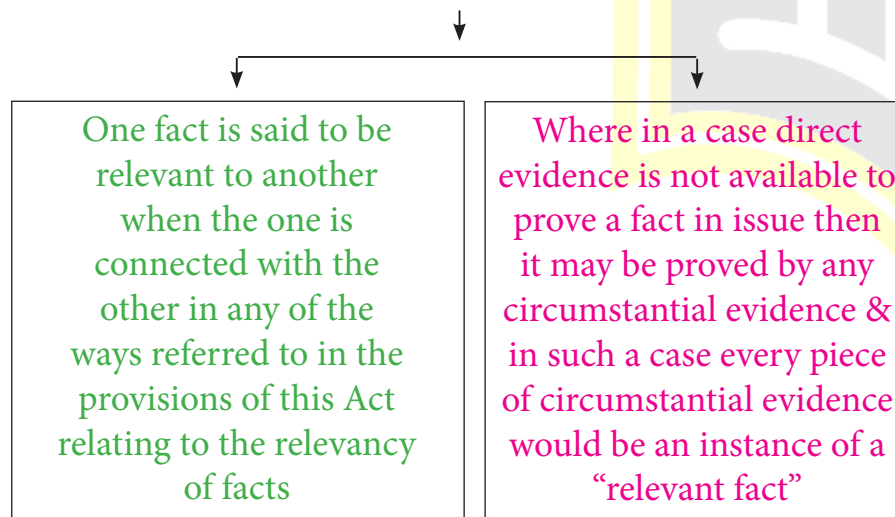 One fact is said to be
relevant to another
when the one is
connected with the
other in any of the
ways referred to in the
provisions of this Act
relating to the relevancy
of facts
Where in a case direct
evidence is not available to
prove a fact in issue then
it may be proved by any
circumstantial evidence &
in such a case every piece
of circumstantial evidence
would be an instance of a
“relevant fact”